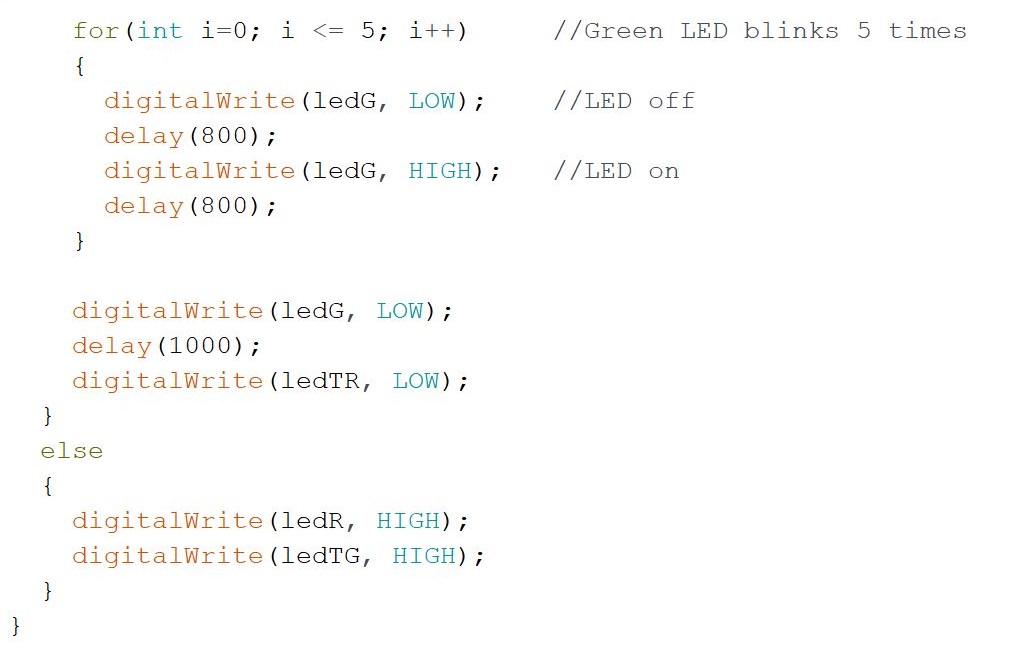 for(int i=0; i <= 5; i++)     //Green LED blinks 5 times
{
digitalWrite(ledG, LOW);    //LED off
delay(800);
digitalWrite(ledG, HIGH);   //LED on
delay(800);
}
digitalWrite(ledG, LOW);
delay(1000);
digitalWrite(ledTR, LOW);
}
else
{
digitalWrite(ledR, HIGH);
digitalWrite(ledTG, HIGH);
}
}